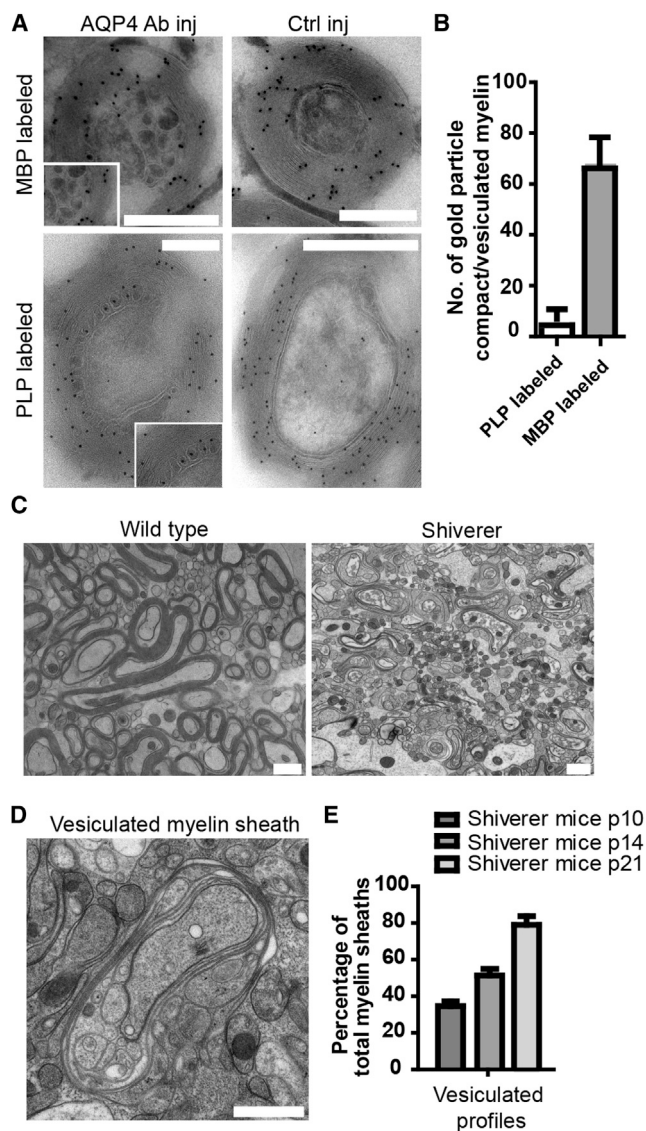 A
AQP4 Ab inj
Ctrl inj
MBP labeled
PLP labeled
B
No. of gold particle
compact/vesiculated myelin
100
80
60
40
20
0
PLP labeled
MBP labeled
C
Wild type
Shiverer
D
Vesiculated myelin sheath
E
Shiverer mice p10
Shiverer mice p14
Shiverer mice p21
Percentage of
total myelin sheaths
100
80
60
40
20
0
Vesiculated
profiles